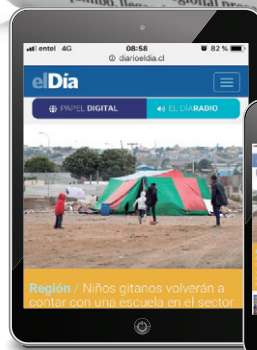 entel 4G 08:58 82 %
diarioeldia.cl
elDía
PAPEL DIGITAL EL DÍARADIO
Región / Niños gitanos volverán a
contar con una escuela en el sector